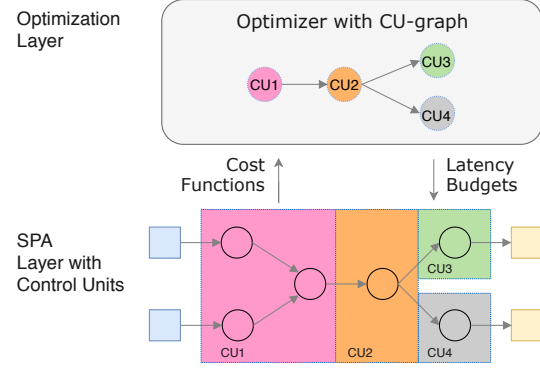 Optimization
Layer
Optimizer with CU-graph
CU1
CU2
CU3
CU4
Cost
Functions
Latency
Budgets
SPA
Layer with
Control Units
CU1
CU2
CU3
CU4